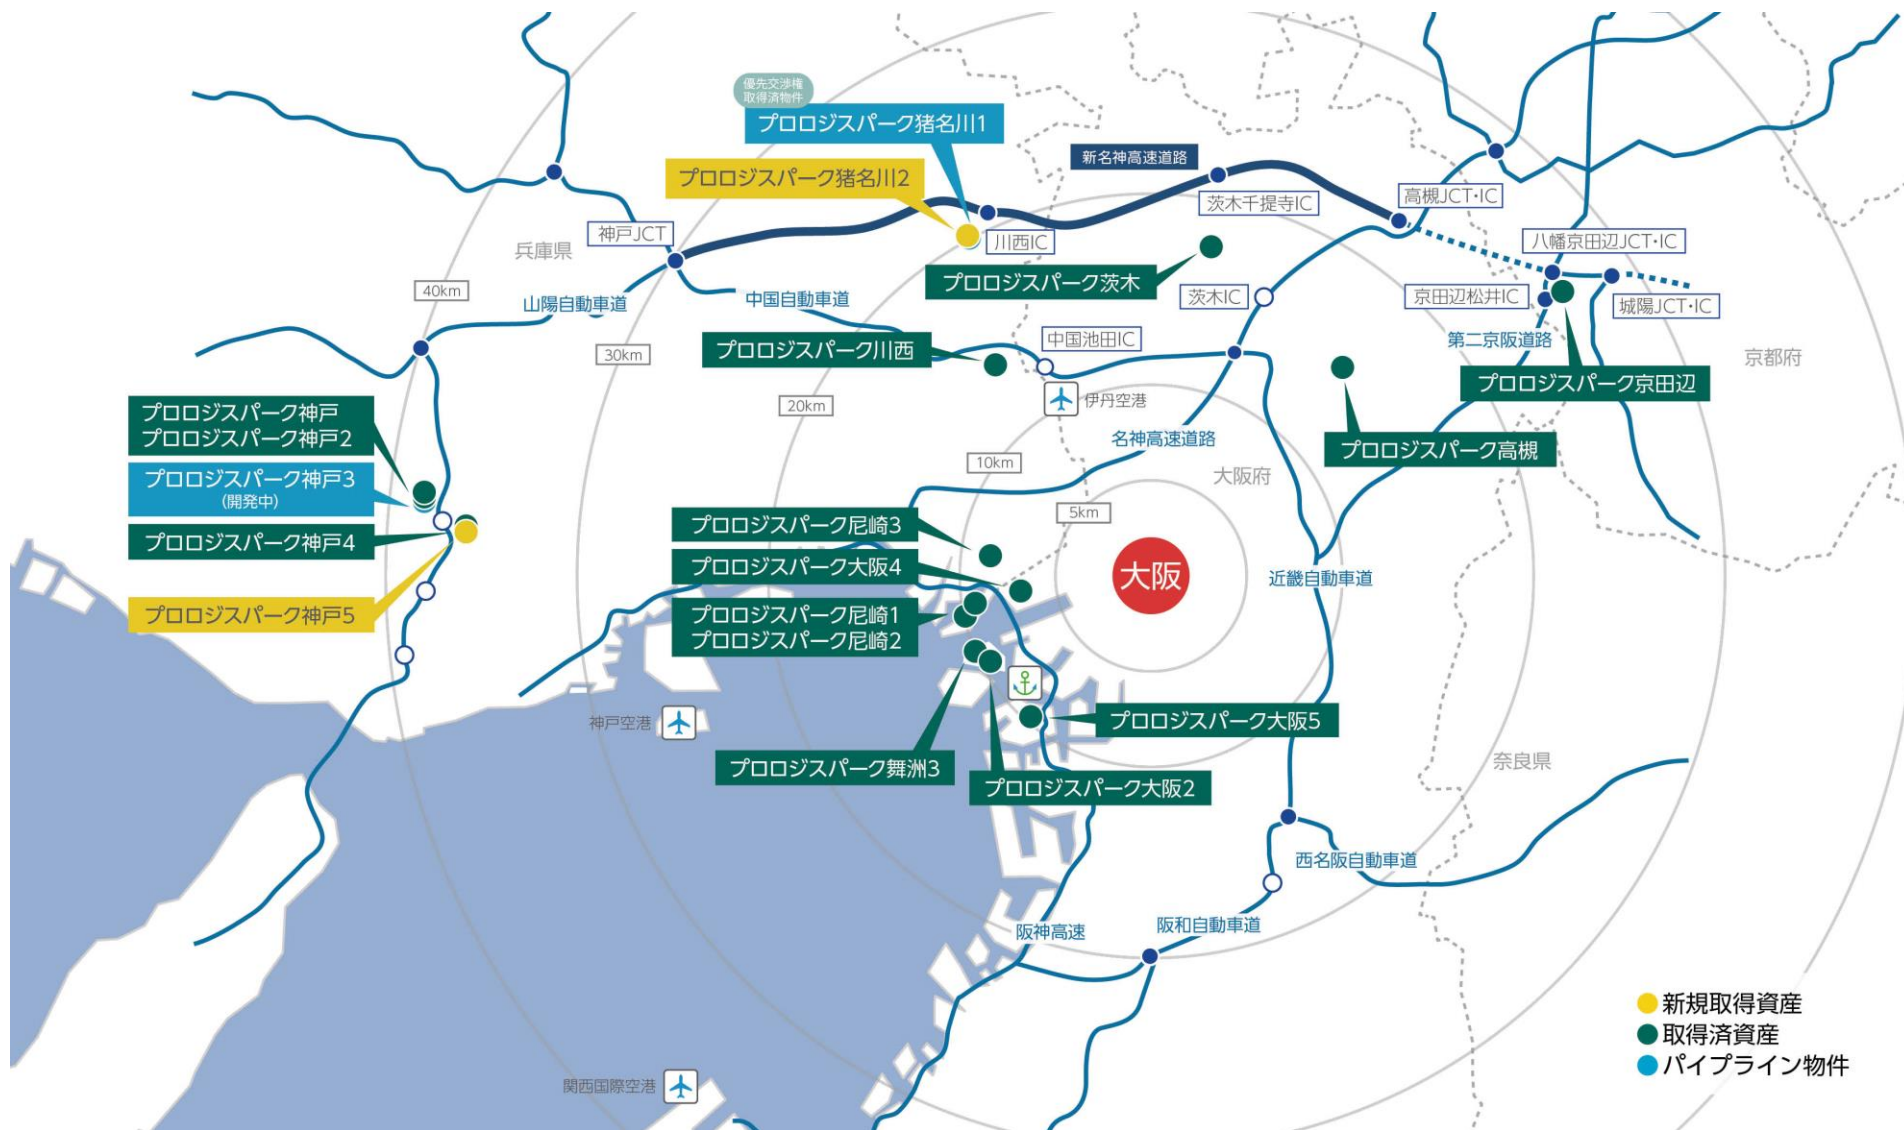 優先交渉権
取得済物件
プロロジスパーク猪名川1
プロロジスパーク猪名川2
新名神高速道路
茨木千提寺IC
高槻JCT・IC
神戸JCT
川西IC
八幡京田辺JCT・IC
兵庫県
プロロジスパーク茨木
40km
山陽自動車道
中国自動車道
茨木IC
京田辺松井IC
城陽JCT・IC
中国池田IC
第二京阪道路
プロロジスパーク川西
30km
京都府
プロロジスパーク京田辺
20km
伊丹空港
プロロジスパーク神戸
プロロジスパーク神戸2
名神高速道路
プロロジスパーク高槻
10km
大阪府
プロロジスパーク神戸3
(開発中)
5km
プロロジスパーク尼崎3
プロロジスパーク神戸4
プロロジスパーク大阪4
大阪
近畿自動車道
プロロジスパーク神戸5
プロロジスパーク尼崎1
プロロジスパーク尼崎2
神戸空港
プロロジスパーク大阪5
プロロジスパーク舞洲3
プロロジスパーク大阪2
奈良県
西名阪自動車道
阪神高速
阪和自動車道
関西国際空港
新規取得資産
取得済資産
パイプライン物件